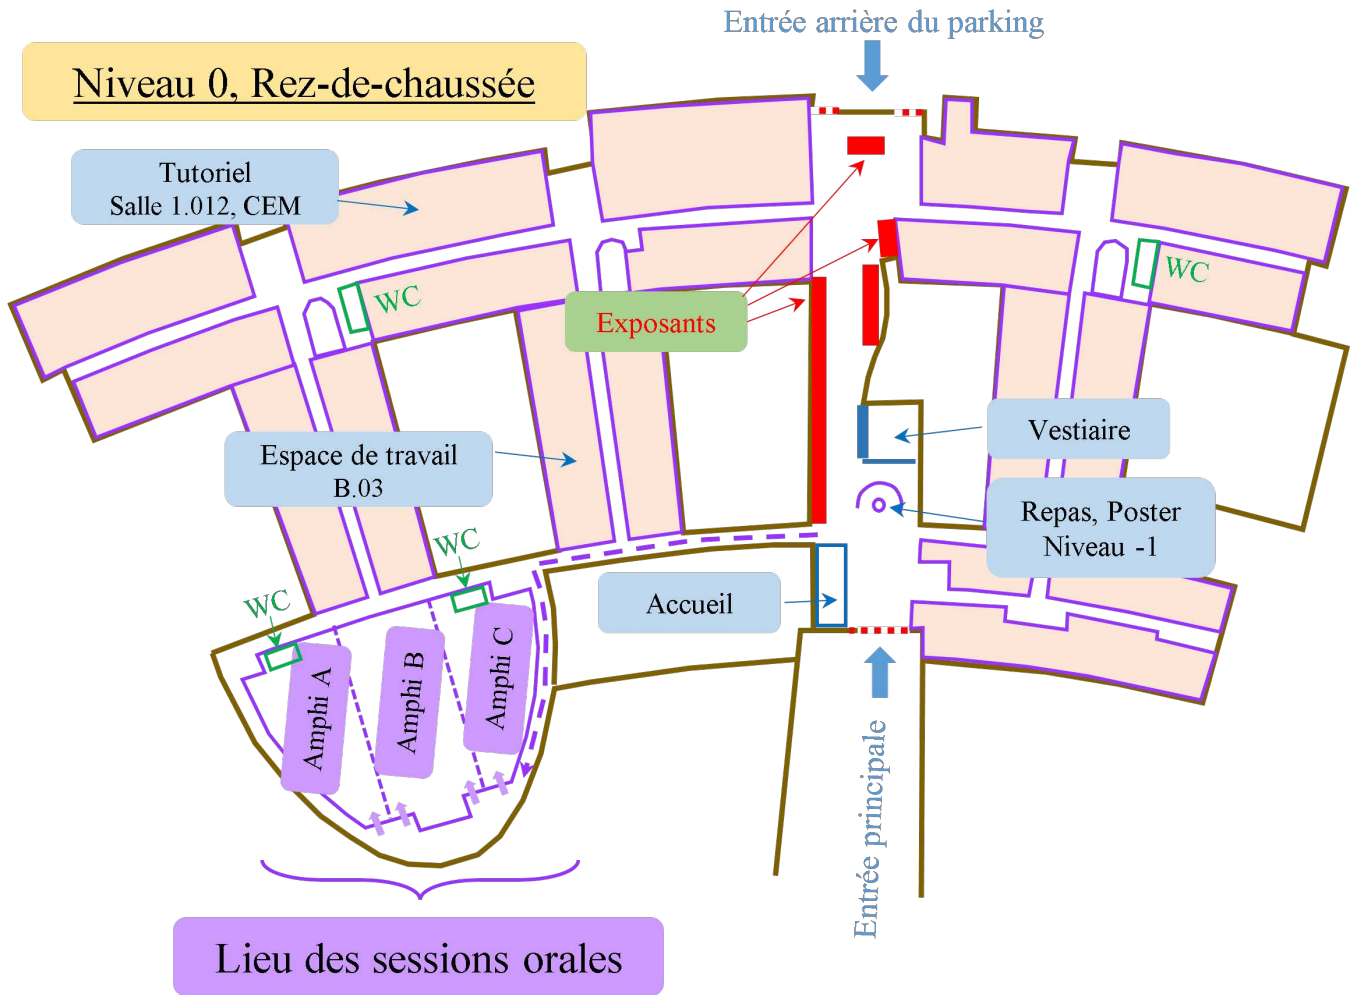 Entrée arrière du parking
Niveau 0, Rez-de-chaussée
Tutoriel
Salle 1.012, CEM
WC
WC
Exposants
Vestiaire
Espace de travail
B.03
Repas, Poster
Niveau -1
WC
WC
Accueil
Amphi A
Amphi B
Amphi C
Entrée principale
Lieu des sessions orales